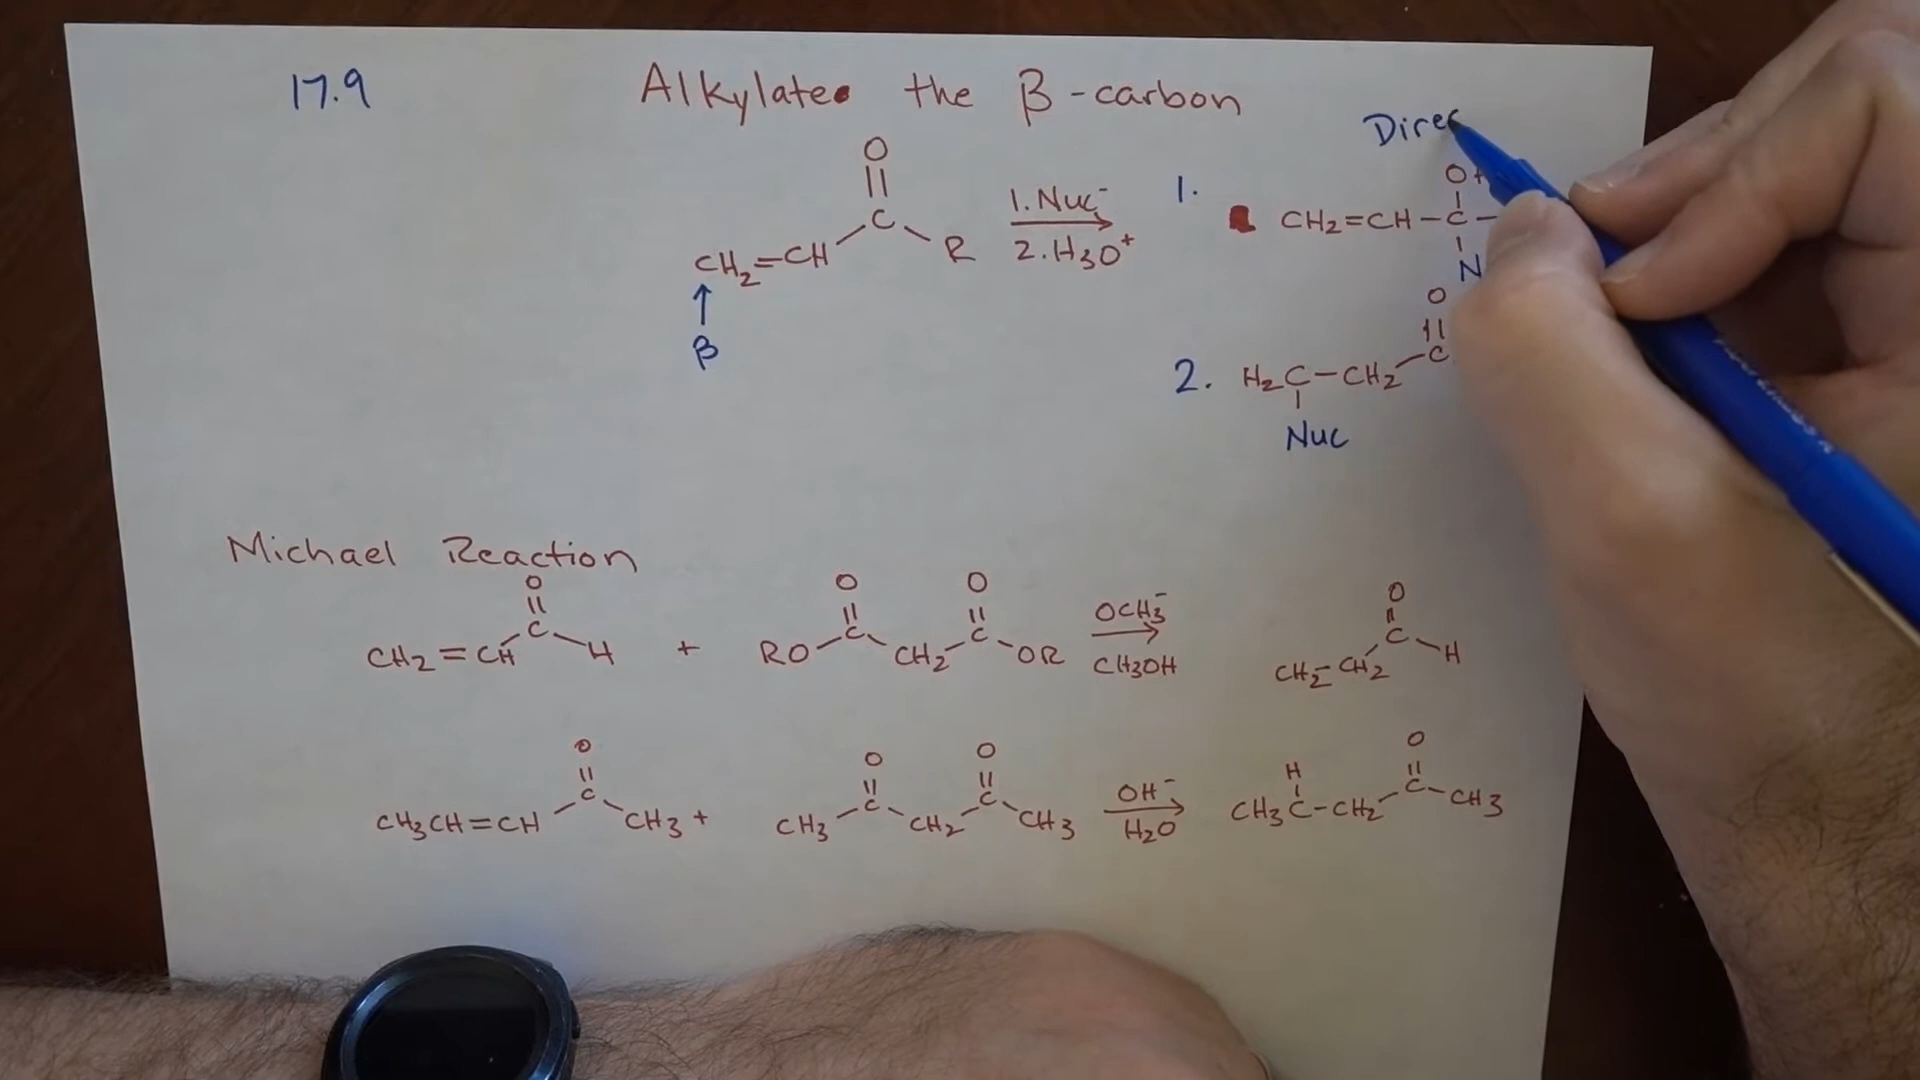 17.9
Alkylate the β-carbon
Direc
O
||
C
CH2=CH
R
↑
β
1. Nuc⁻
2. H3O⁺
1.
CH2=CH-C-
O
N
2. H2C-CH2
O
||
C
Nuc
Michael Reaction
O
||
CH2=CH C H
+
O O
|| ||
RO C CH2 C OR
OCH3⁻
CH3OH
O
||
CH2-CH2 C H
O
||
CH3CH=CH C CH3 +
O O
|| ||
CH3 C CH2 C CH3
OH⁻
H2O
H O
|| 
CH3C-CH2 C-CH3